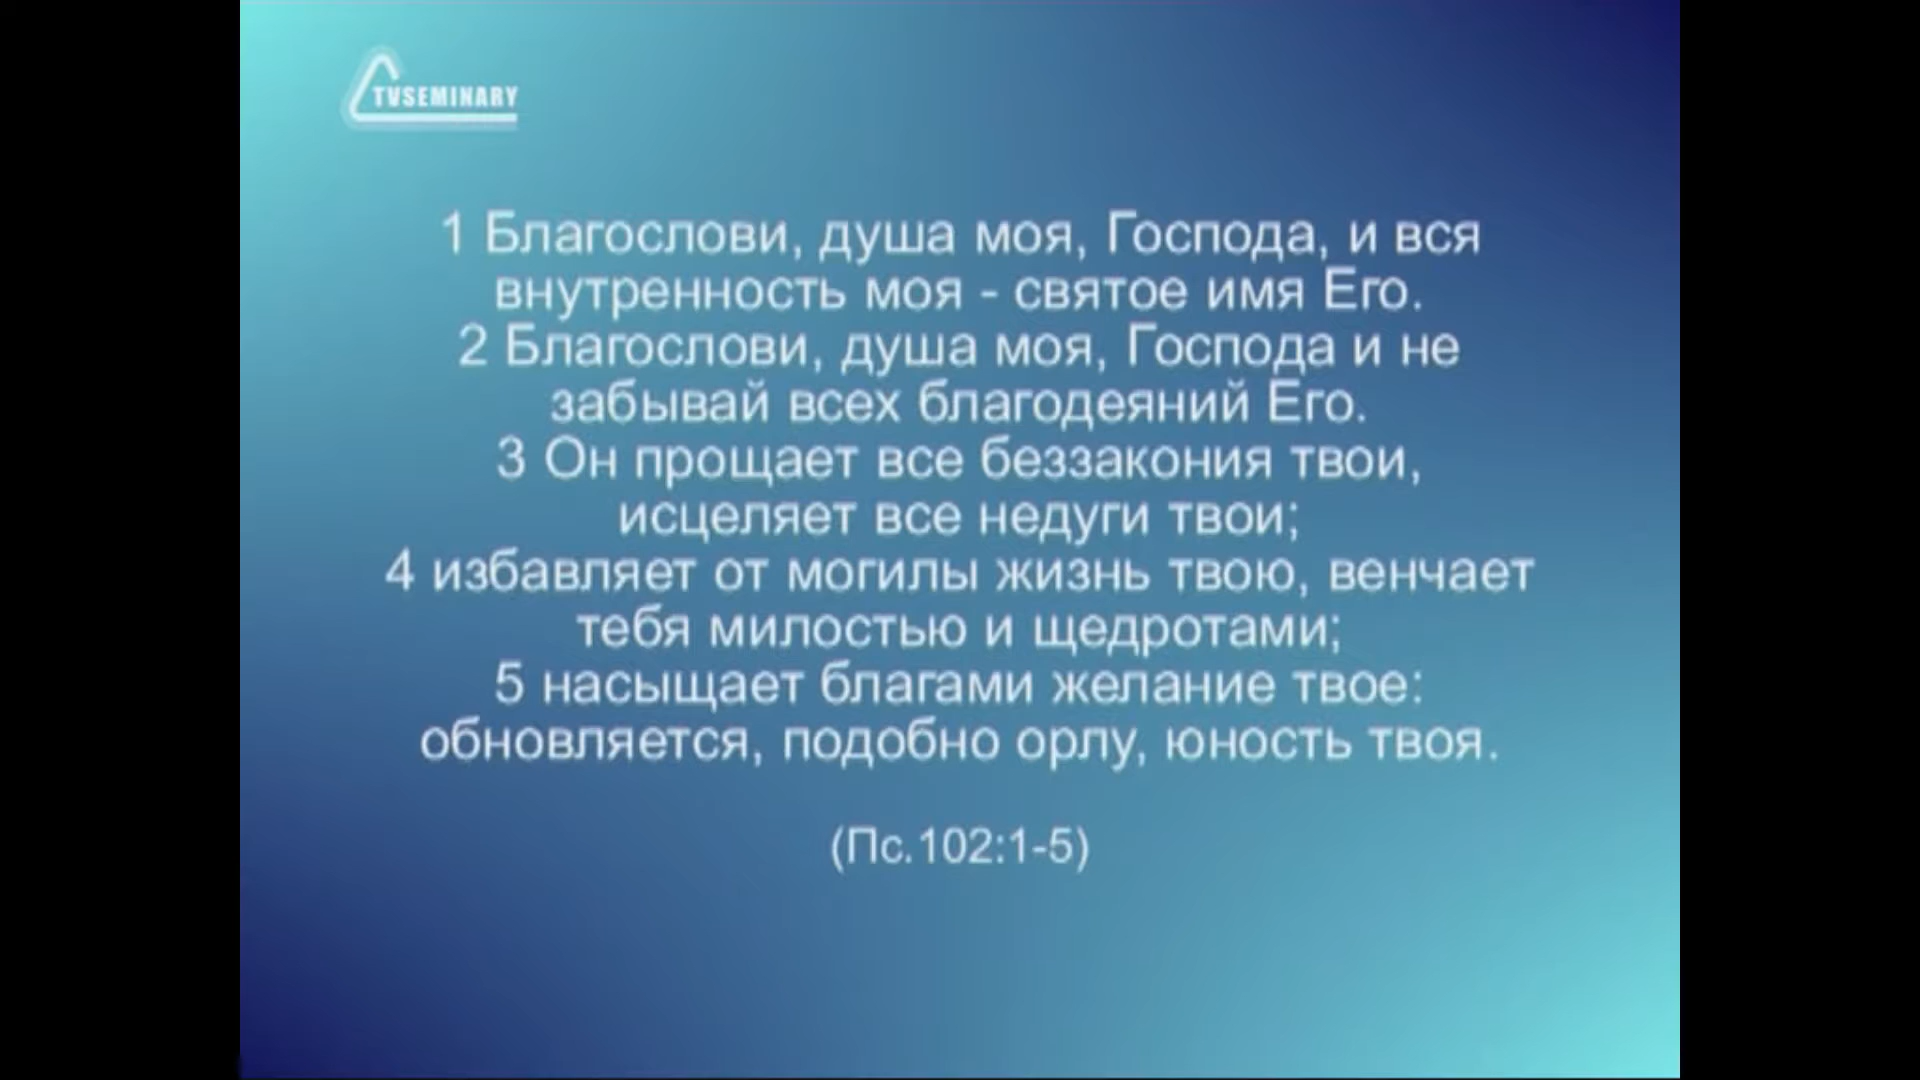 TVSEMINARY
1 Благослови, душа моя, Господа, и вся
внутренность моя - святое имя Его.
2 Благослови, душа моя, Господа и не
забывай всех благодеяний Его.
3 Он прощает все беззакония твои,
исцеляет все недуги твои;
4 избавляет от могилы жизнь твою, венчает
тебя милостью и щедротами;
5 насыщает благами желание твое:
обновляется, подобно орлу, юность твоя.
(Пс.102:1-5)